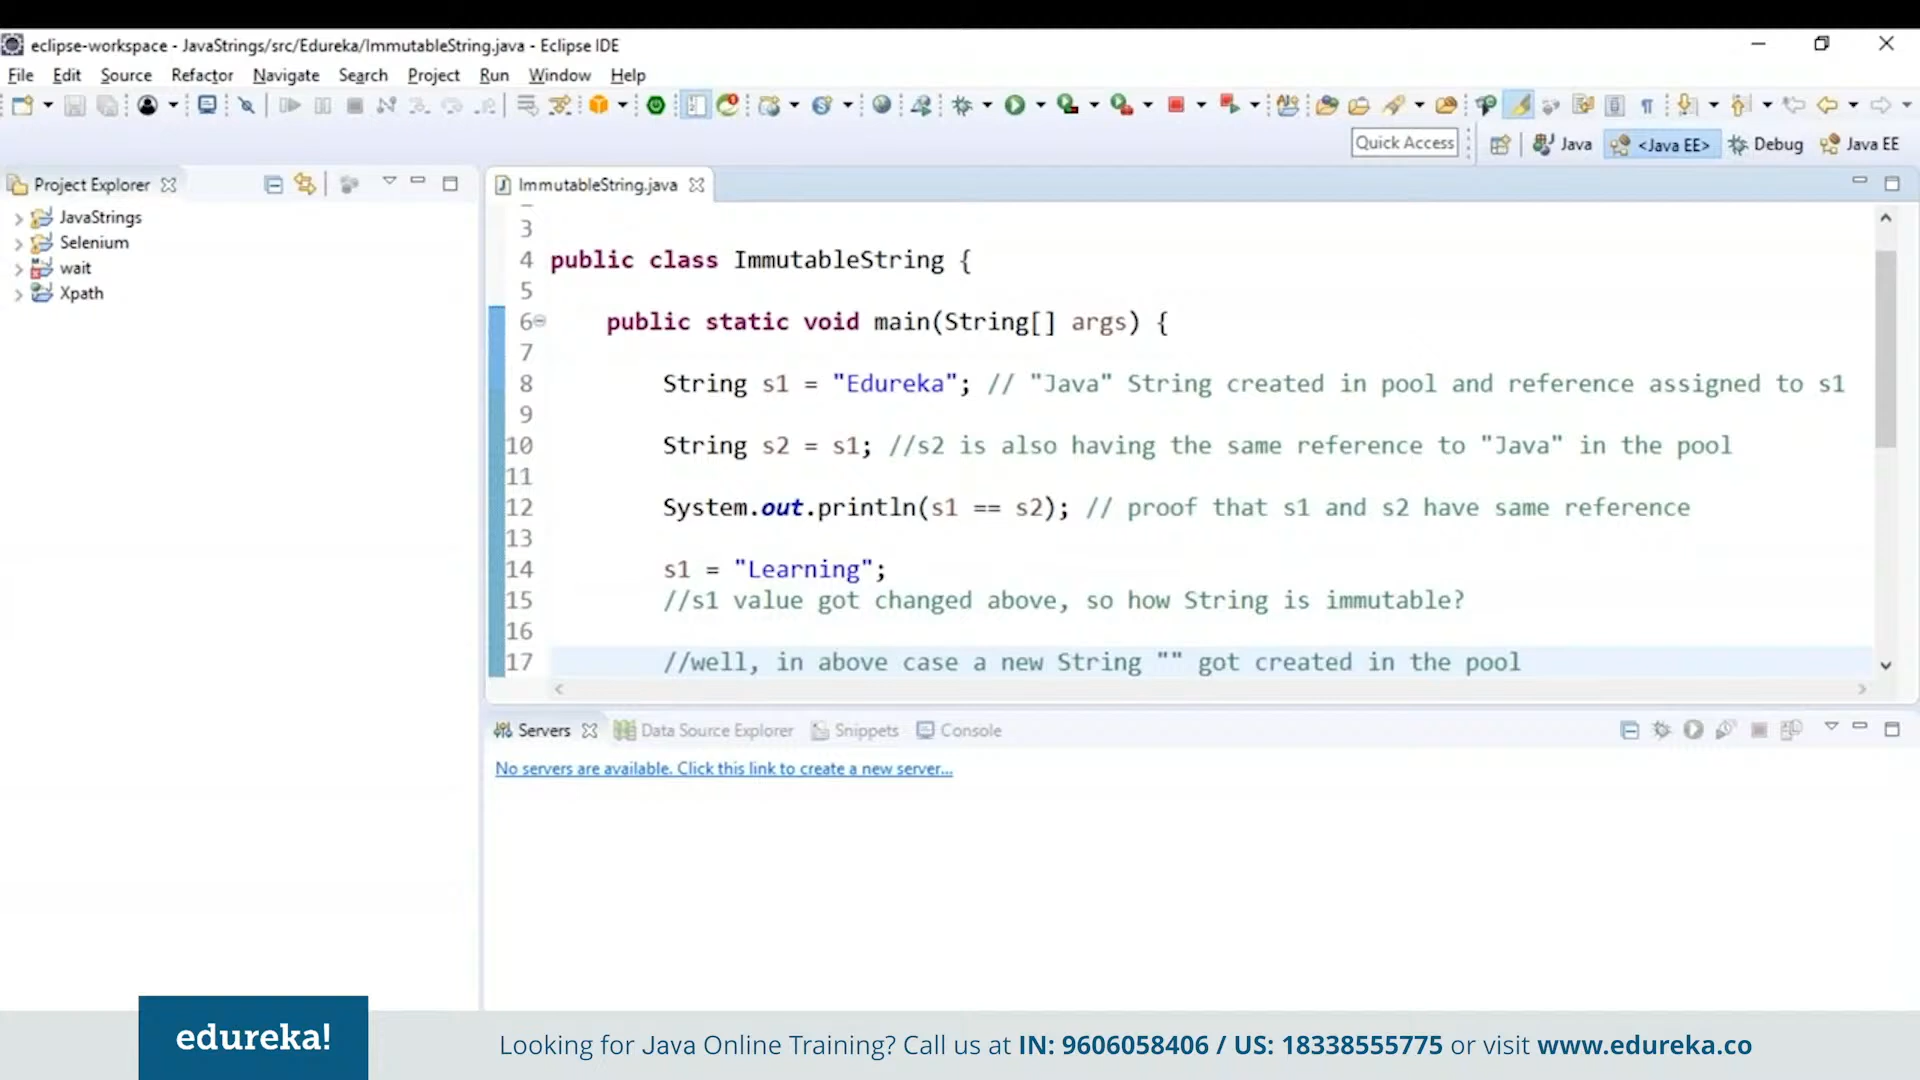 eclipse-workspace - JavaStrings/src/Edureka/ImmutableString.java - Eclipse IDE
File Edit Source Refactor Navigate Search Project Run Window Help
Quick Access Java <Java EE> Debug Java EE
Project Explorer
JavaStrings
Selenium
wait
Xpath
ImmutableString.java
3
4 public class ImmutableString {
5
6 public static void main(String[] args) {
7
8 String s1 = "Edureka"; // "Java" String created in pool and reference assigned to s1
9
10 String s2 = s1; //s2 is also having the same reference to "Java" in the pool
11
12 System.out.println(s1 == s2); // proof that s1 and s2 have same reference
13
14 s1 = "Learning";
15 //s1 value got changed above, so how String is immutable?
16
17 //well, in above case a new String "" got created in the pool
Servers Data Source Explorer Snippets Console
No servers are available. Click this link to create a new server...
edureka!
Looking for Java Online Training? Call us at IN: 9606058406 / US: 18338555775 or visit www.edureka.co